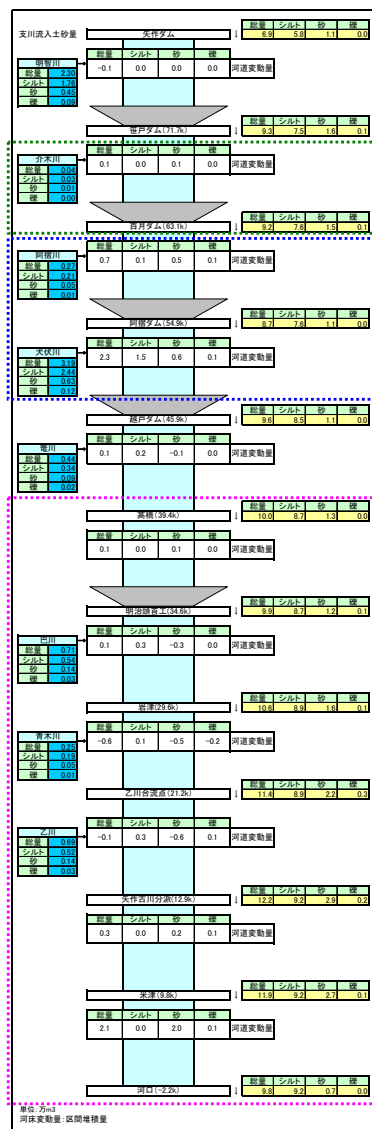 支川流入土砂量
矢作ダム
↓
総量 シルト 砂 礫
6.9 5.8 1.1 0.0
明智川
総量 2.30
シルト 1.76
砂 0.45
礫 0.09
総量 シルト 砂 礫
-0.1 0.0 0.0 0.0 河道変動量
笹戸ダム(71.7k)
↓
総量 シルト 砂 礫
9.3 7.5 1.6 0.1
介木川
総量 0.04
シルト 0.03
砂 0.01
礫 0.00
総量 シルト 砂 礫
0.1 0.0 0.1 0.0 河道変動量
百月ダム(63.1k)
↓
総量 シルト 砂 礫
9.2 7.6 1.5 0.1
阿摺川
総量 0.27
シルト 0.21
砂 0.05
礫 0.01
総量 シルト 砂 礫
0.7 0.1 0.5 0.1 河道変動量
阿摺ダム(54.9k)
↓
総量 シルト 砂 礫
8.7 7.6 1.1 0.0
犬伏川
総量 3.19
シルト 2.44
砂 0.63
礫 0.12
総量 シルト 砂 礫
2.3 1.5 0.6 0.1 河道変動量
越戸ダム(45.9k)
↓
総量 シルト 砂 礫
9.6 8.5 1.1 0.0
篭川
総量 0.44
シルト 0.34
砂 0.09
礫 0.02
総量 シルト 砂 礫
0.1 0.2 -0.1 0.0 河道変動量
高橋(39.4k)
↓
総量 シルト 砂 礫
10.0 8.7 1.3 0.0
総量 シルト 砂 礫
0.1 0.0 0.1 0.0 河道変動量
明治頭首工(34.6k)
↓
総量 シルト 砂 礫
9.9 8.7 1.2 0.1
巴川
総量 0.71
シルト 0.54
砂 0.14
礫 0.03
総量 シルト 砂 礫
0.1 0.3 -0.3 0.0 河道変動量
岩津(29.6k)
↓
総量 シルト 砂 礫
10.6 8.9 1.6 0.1
青木川
総量 0.25
シルト 0.19
砂 0.05
礫 0.01
総量 シルト 砂 礫
-0.6 0.1 -0.5 -0.2 河道変動量
乙川合流点(21.2k)
↓
総量 シルト 砂 礫
11.4 8.9 2.2 0.3
乙川
総量 0.69
シルト 0.52
砂 0.14
礫 0.03
総量 シルト 砂 礫
-0.1 0.3 -0.6 0.1 河道変動量
矢作古川分派(12.9k)
↓
総量 シルト 砂 礫
12.2 9.2 2.9 0.2
総量 シルト 砂 礫
0.3 0.0 0.2 0.1 河道変動量
米津(9.8k)
↓
総量 シルト 砂 礫
11.9 9.2 2.7 0.1
総量 シルト 砂 礫
2.1 0.0 2.0 0.1 河道変動量
河口(-2.2k)
↓
総量 シルト 砂 礫
9.8 9.2 0.7 0.0
単位:万m3
河床変動量:区間堆積量